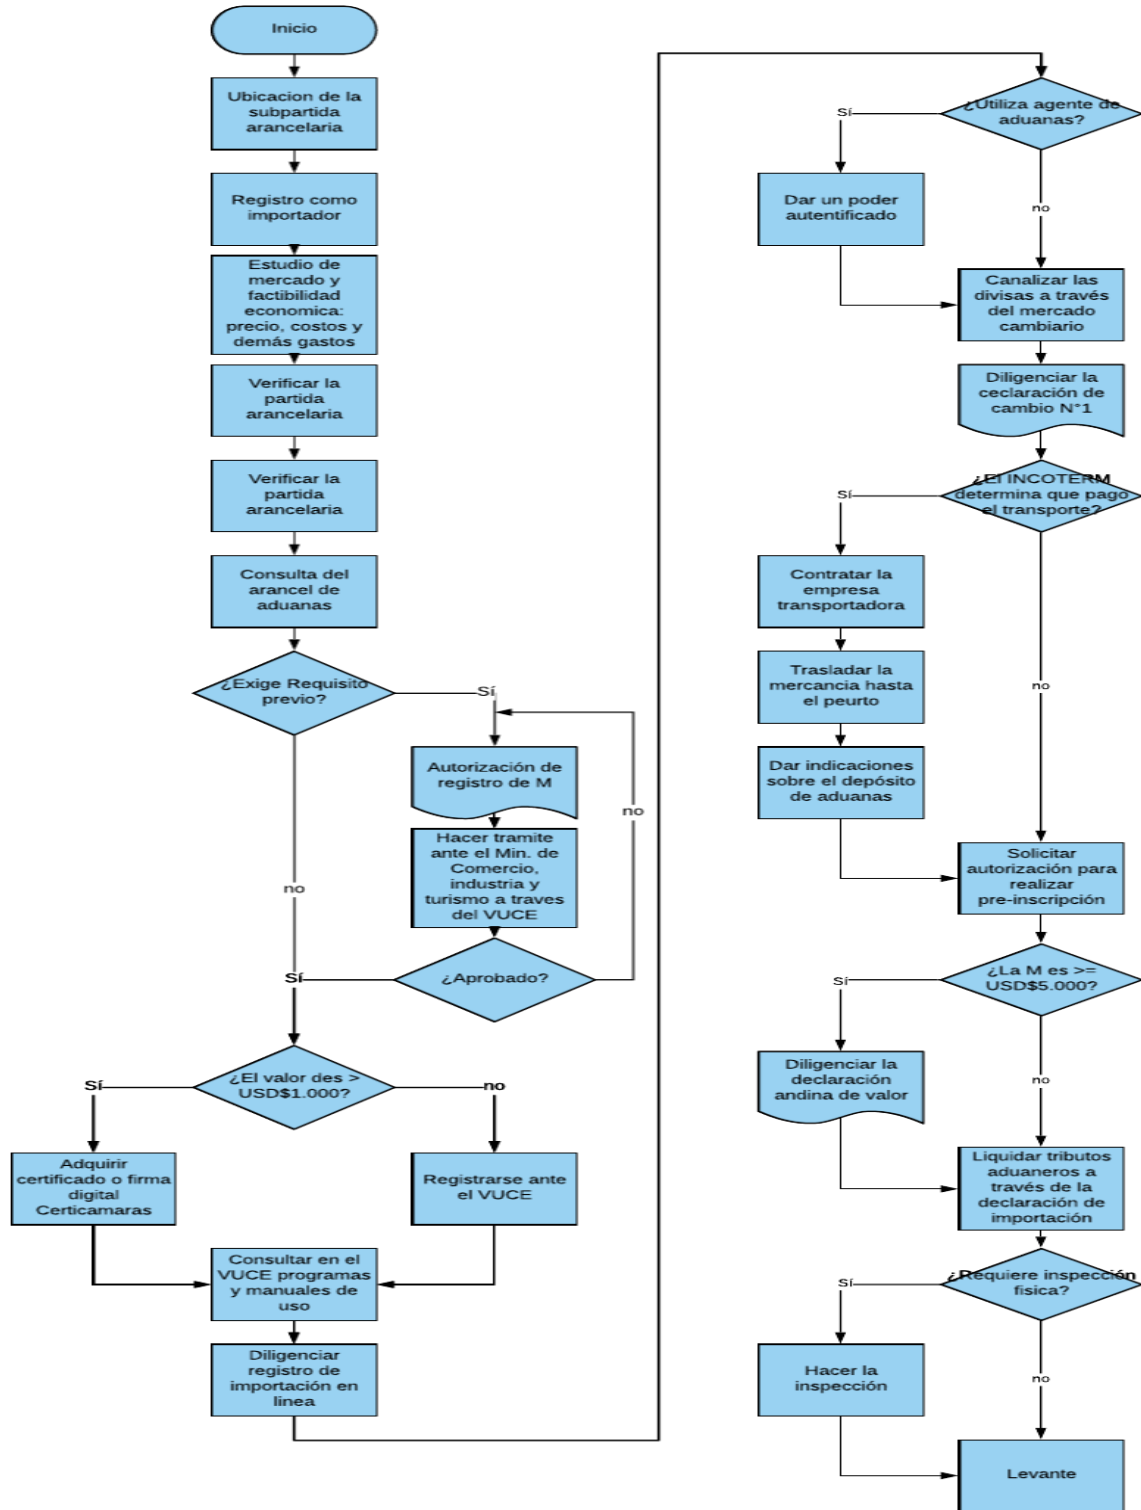 Inicio
Ubicacion de la
subpartida
arancelaria
Registro como
importador
Estudio de
mercado y
factibilidad
economica:
precio, costos y
demás gastos
Verificar la
partida
arancelaria
Verificar la
partida
arancelaria
Consulta del
arancel de
aduanas
¿Exige Requisito
previo?
Sí
Autorización de
registro de M
no
Hacer tramite
ante el Min. de
Comercio,
industria y
turismo a traves
del VUCE
no
¿Aprobado?
Sí
¿El valor des >
USD$1.000?
Sí
no
Adquirir
certificado o firma
digital
Certicamaras
Registrarse ante
el VUCE
Consultar en el
VUCE programas
y manuales de
uso
Diligenciar
registro de
importación en
linea
¿Utiliza agente de
aduanas?
Sí
Dar un poder
autentificado
no
Canalizar las
divisas a través
del mercado
cambiario
Diligenciar la
ceclaración de
cambio N°1
¿El INCOTERM
determina que pago
el transporte?
Sí
Contratar la
empresa
transportadora
Trasladar la
mercancia hasta
el peurto
no
Dar indicaciones
sobre el depósito
de aduanas
Solicitar
autorización para
realizar
pre-inscripción
¿La M es >=
USD$5.000?
Sí
Diligenciar la
declaración
andina de valor
no
Liquidar tributos
aduaneros a
través de la
declaración de
importación
¿Requiere inspección
fisica?
Sí
Hacer la
inspección
no
Levante